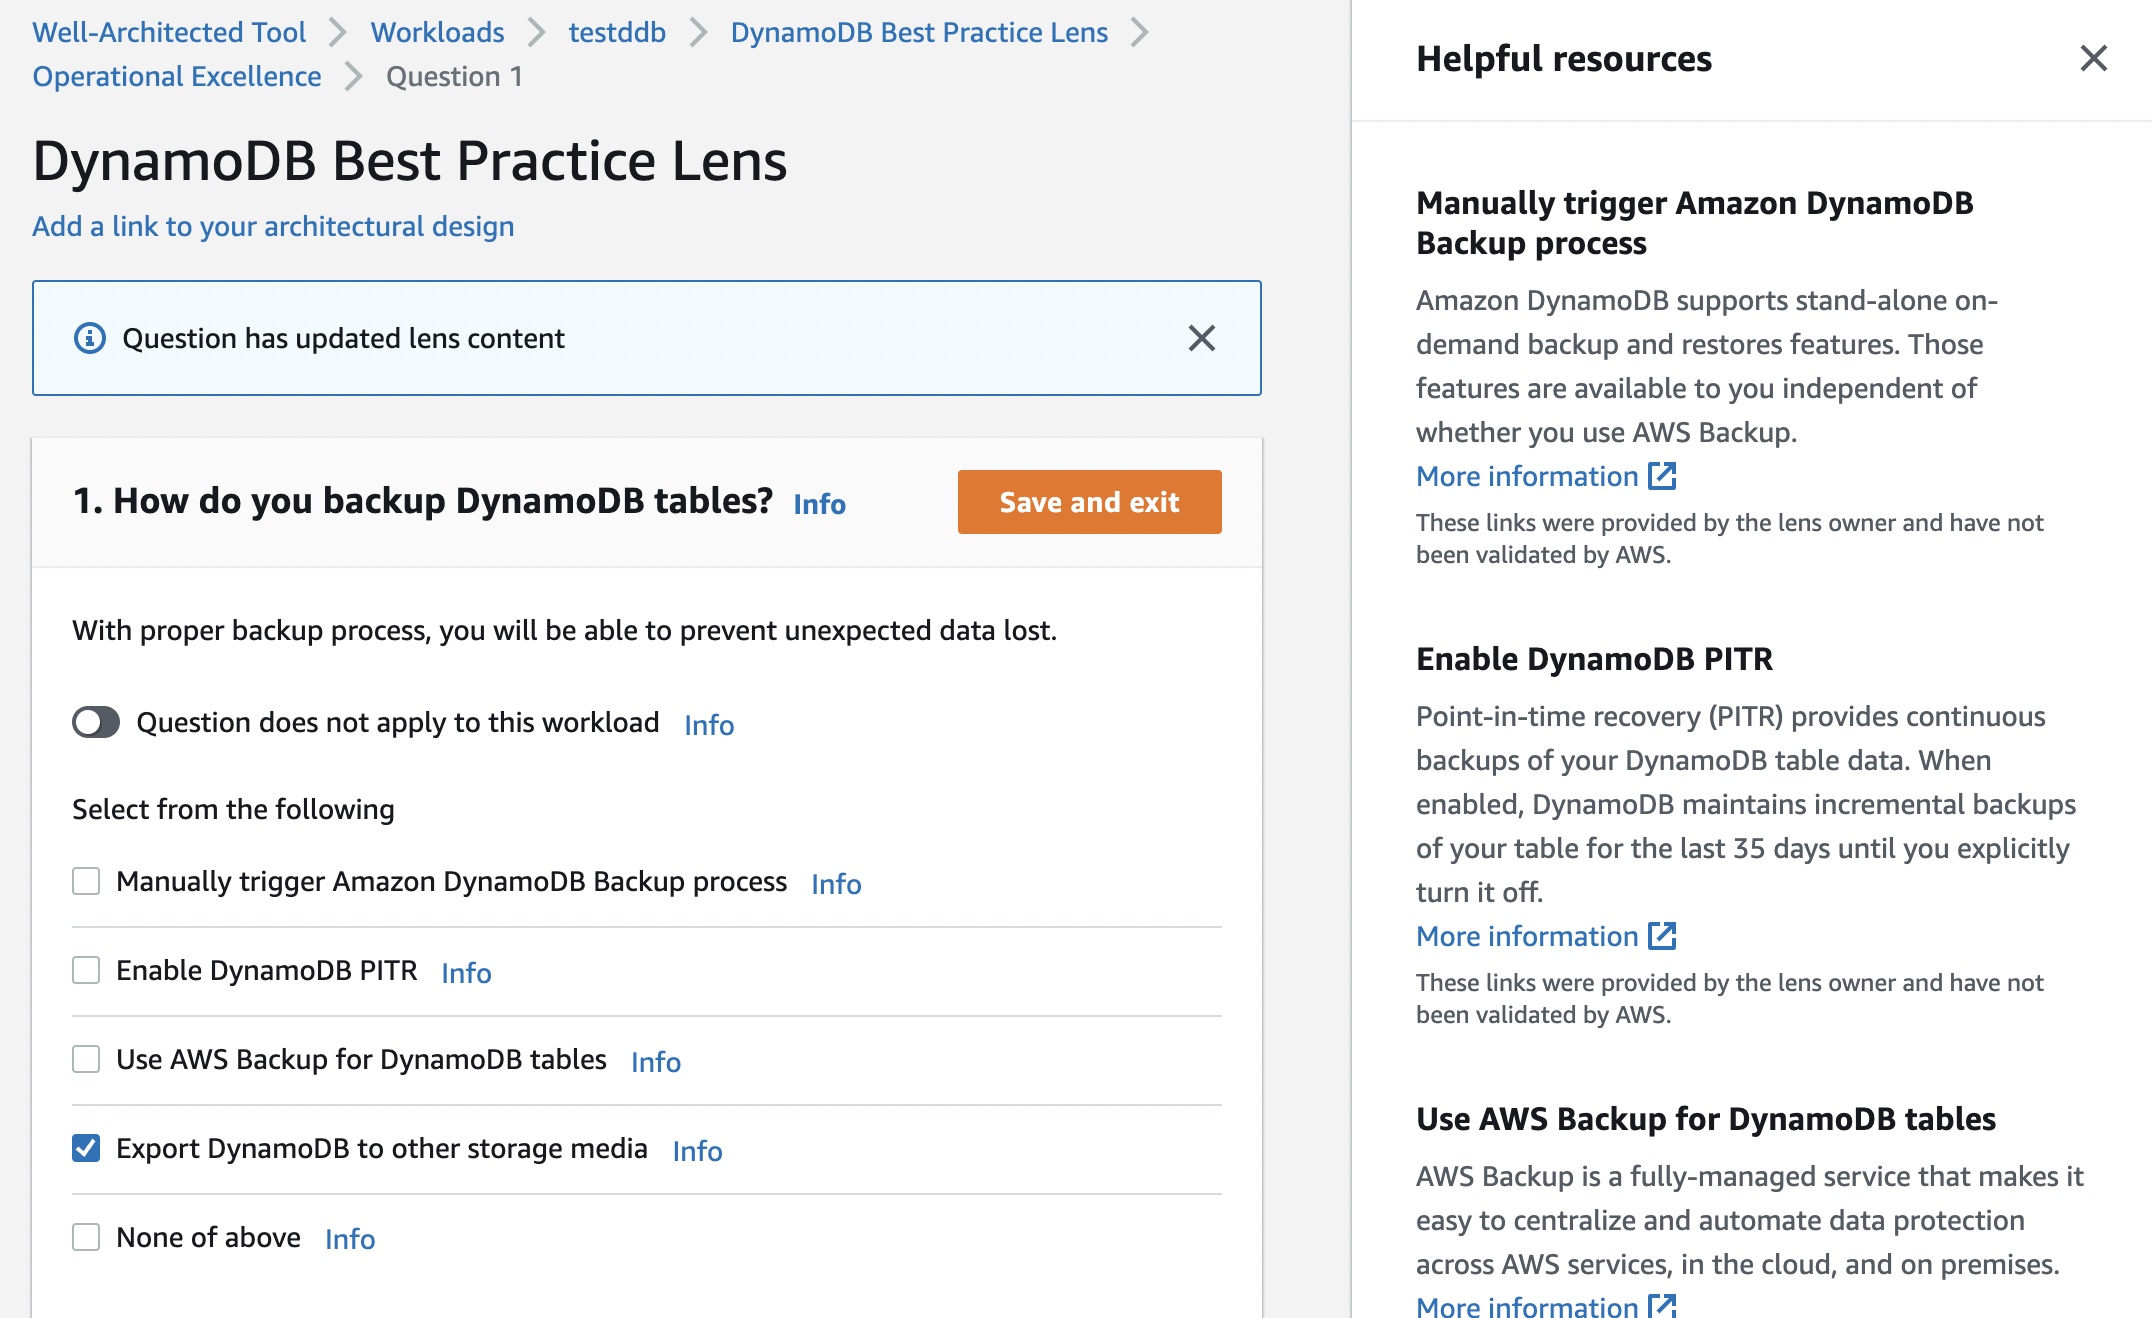 Well-Architected Tool > Workloads > testddb > DynamoDB Best Practice Lens >
Operational Excellence > Question 1
DynamoDB Best Practice Lens
Add a link to your architectural design
Question has updated lens content
1. How do you backup DynamoDB tables? Info
Save and exit
With proper backup process, you will be able to prevent unexpected data lost.
Question does not apply to this workload Info
Select from the following
Manually trigger Amazon DynamoDB Backup process Info
Enable DynamoDB PITR Info
Use AWS Backup for DynamoDB tables Info
Export DynamoDB to other storage media Info
None of above Info
Helpful resources
Manually trigger Amazon DynamoDB
Backup process
Amazon DynamoDB supports stand-alone on-
demand backup and restores features. Those
features are available to you independent of
whether you use AWS Backup.
More information
These links were provided by the lens owner and have not
been validated by AWS.
Enable DynamoDB PITR
Point-in-time recovery (PITR) provides continuous
backups of your DynamoDB table data. When
enabled, DynamoDB maintains incremental backups
of your table for the last 35 days until you explicitly
turn it off.
More information
These links were provided by the lens owner and have not
been validated by AWS.
Use AWS Backup for DynamoDB tables
AWS Backup is a fully-managed service that makes it
easy to centralize and automate data protection
across AWS services, in the cloud, and on premises.
More information